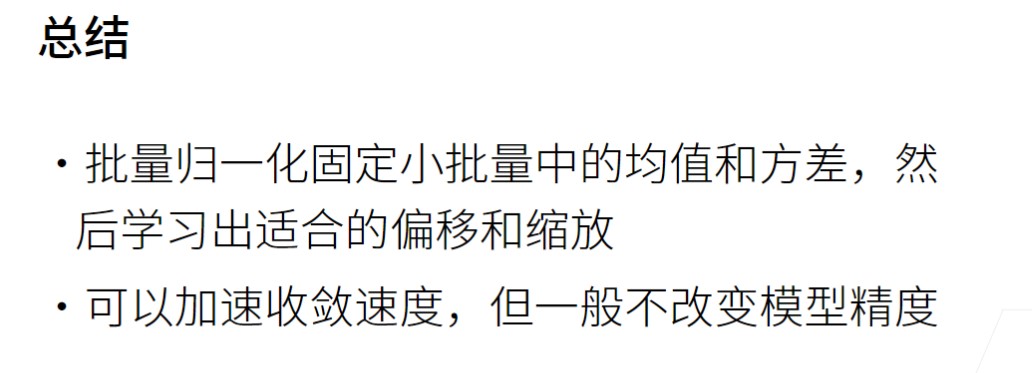 总结
• 批量归一化固定小批量中的均值和方差，然
后学习出适合的偏移和缩放
• 可以加速收敛速度，但一般不改变模型精度